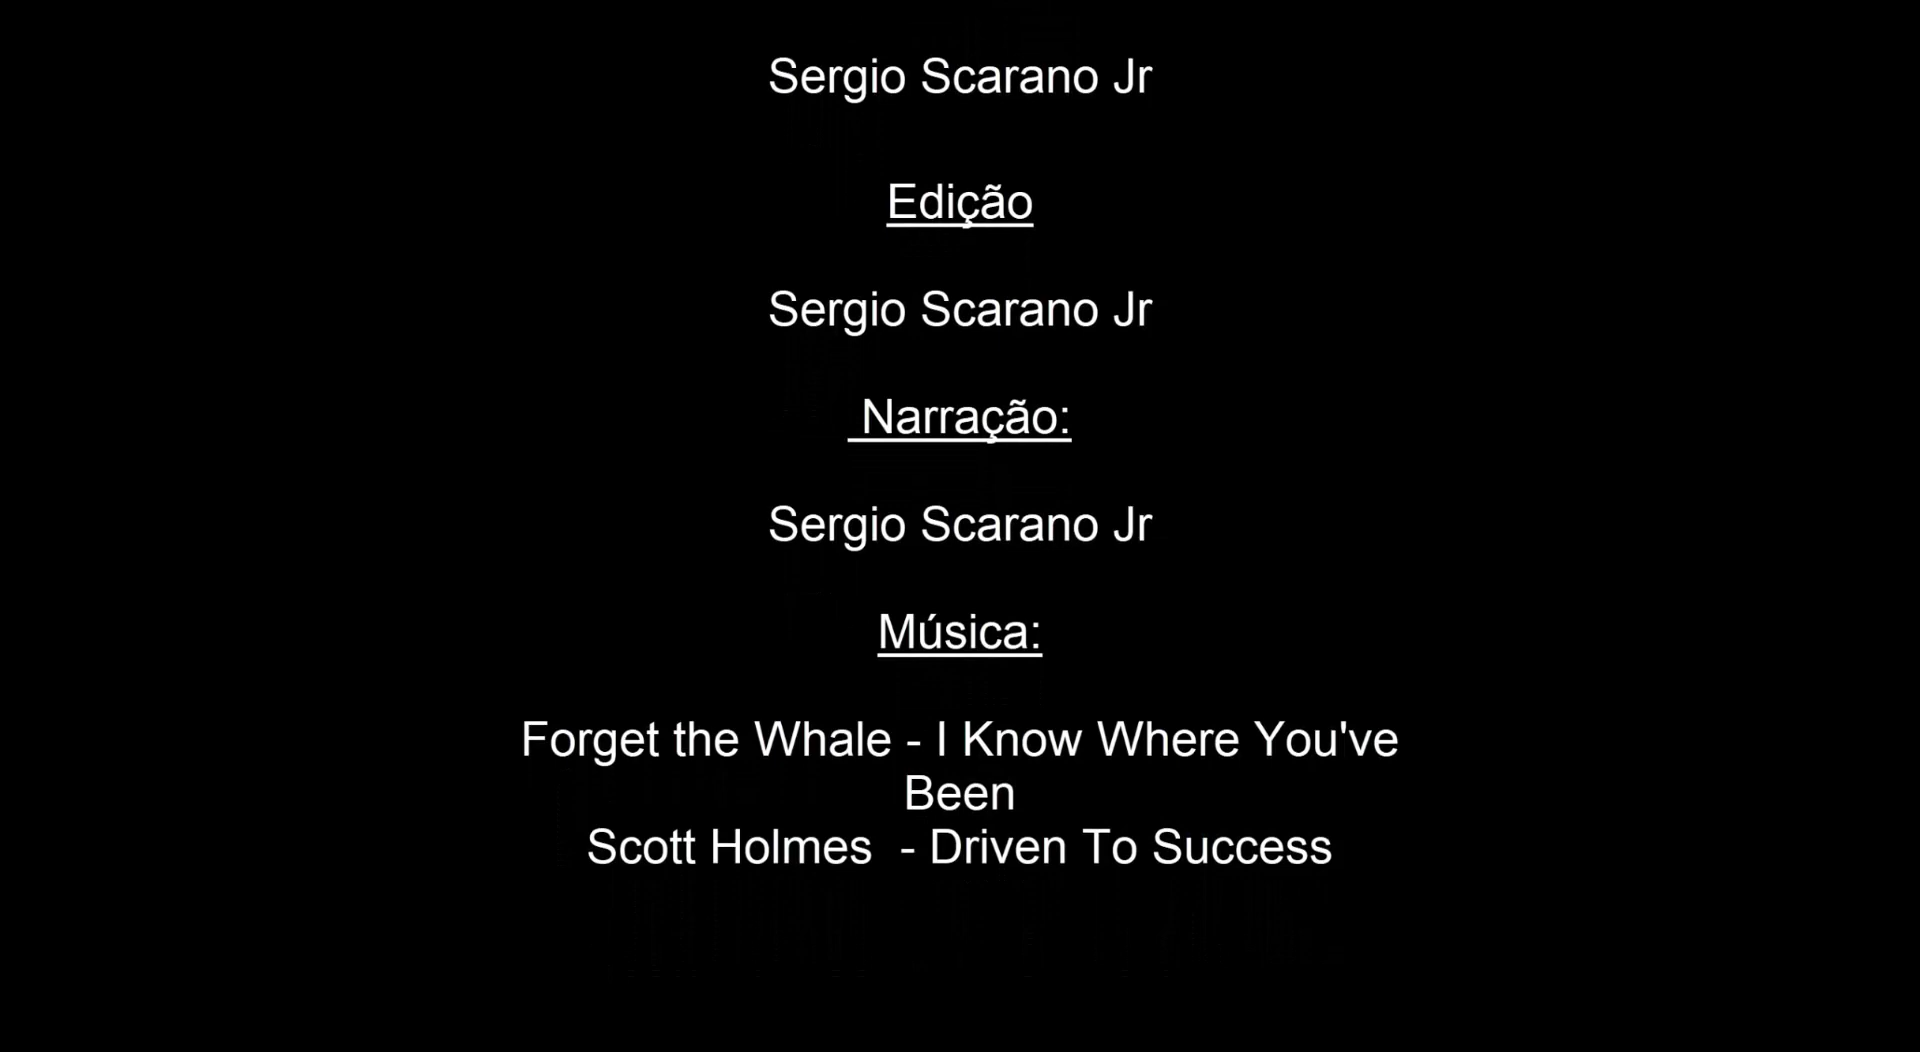 Sergio Scarano Jr
Edição
Sergio Scarano Jr
Narração:
Sergio Scarano Jr
Música:
Forget the Whale - I Know Where You've
Been
Scott Holmes  - Driven To Success